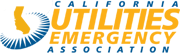 CALIFORNIA
UTILITIES
EMERGENCY
ASSOCIATION